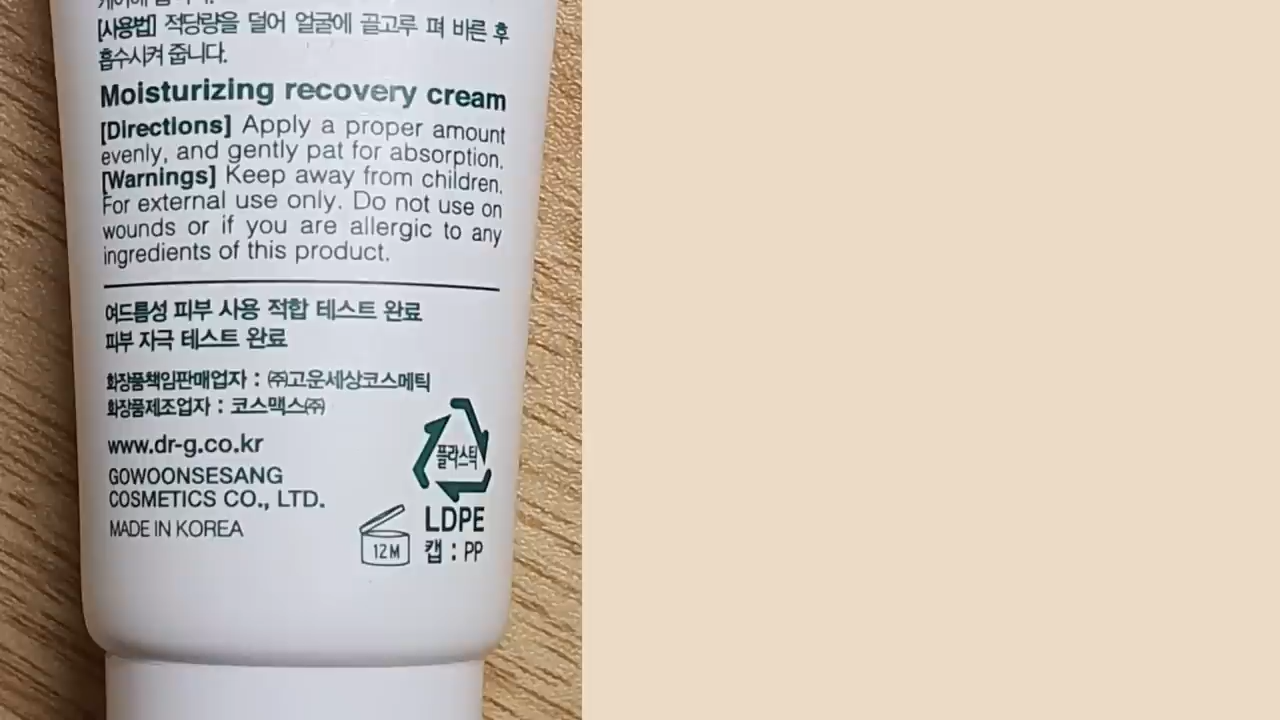 [사용법] 적당량을 덜어 얼굴에 골고루 펴 바른 후
흡수시켜 줍니다.
Moisturizing recovery cream
[Directions] Apply a proper amount
evenly, and gently pat for absorption.
[Warnings] Keep away from children.
For external use only. Do not use on
wounds or if you are allergic to any
ingredients of this product.
여드름성 피부 사용 적합 테스트 완료
피부 자극 테스트 완료
화장품책임판매업자 : ㈜고운세상코스메틱
화장품제조업자 : 코스맥스㈜
www.dr-g.co.kr
GOWOONSESANG
COSMETICS CO., LTD.
MADE IN KOREA
플라스틱
LDPE
캡 : PP
12M